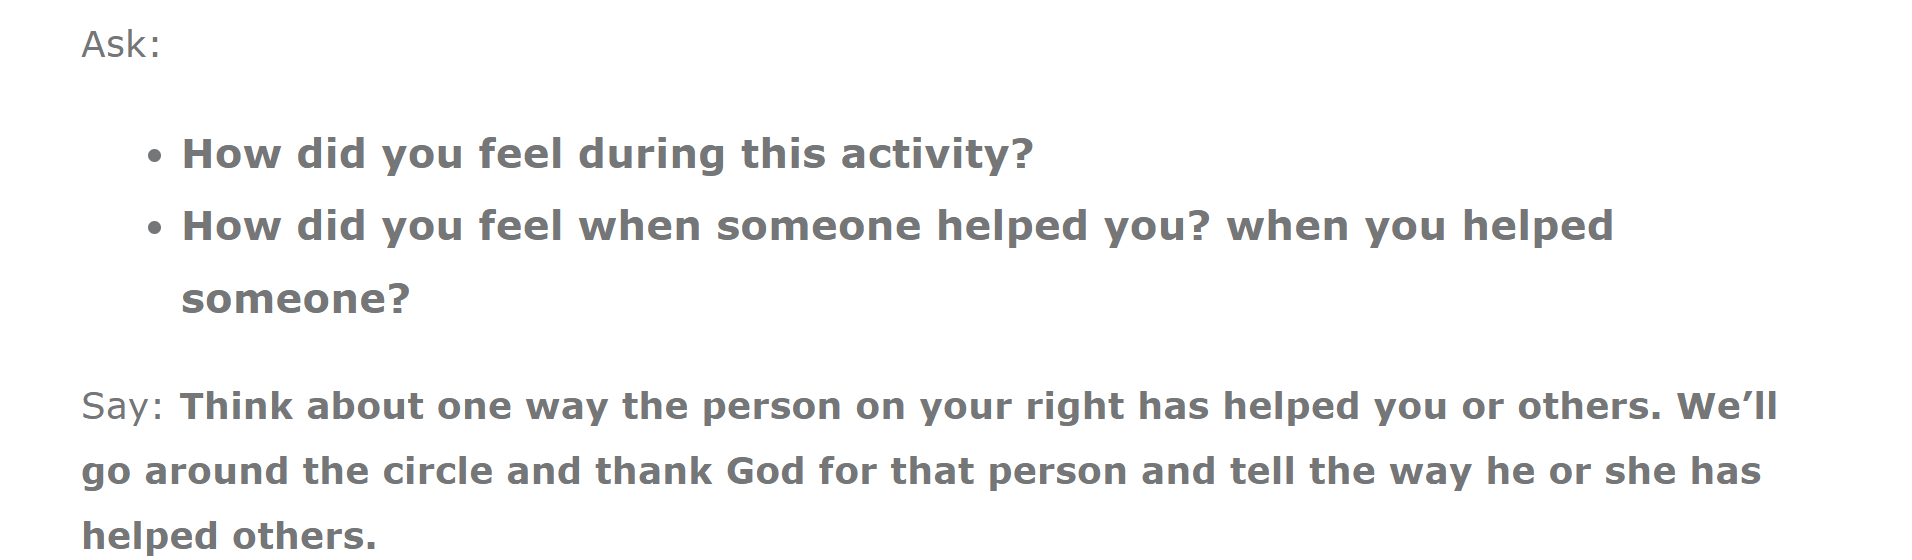 Ask:
• How did you feel during this activity?
• How did you feel when someone helped you? when you helped
someone?
Say: Think about one way the person on your right has helped you or others. We’ll
go around the circle and thank God for that person and tell the way he or she has
helped others.